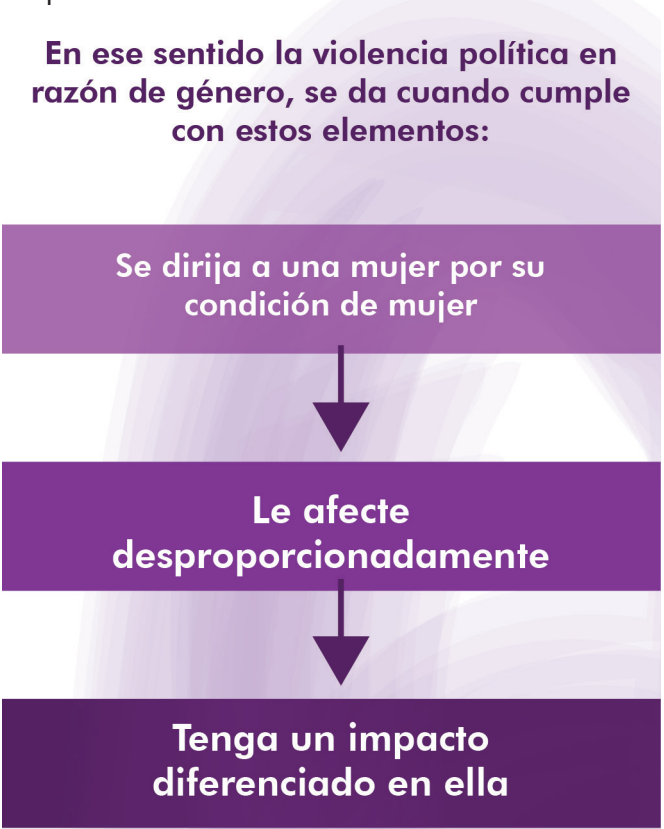 En ese sentido la violencia política en
razón de género, se da cuando cumple
con estos elementos:
Se dirija a una mujer por su
condición de mujer
Le afecte
desproporcionadamente
Tenga un impacto
diferenciado en ella